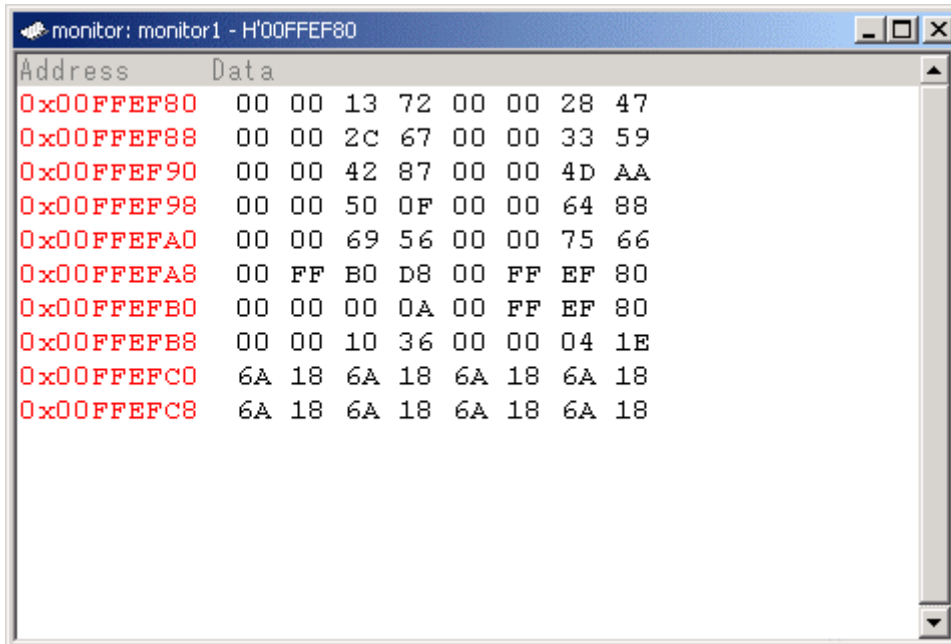 monitor: monitor1 - H'00FFEF80
Address Data
0x00FFEF80 00 00 13 72 00 00 28 47
0x00FFEF88 00 00 2C 67 00 00 33 59
0x00FFEF90 00 00 42 87 00 00 4D AA
0x00FFEF98 00 00 50 0F 00 00 64 88
0x00FFEFA0 00 00 69 56 00 00 75 66
0x00FFEFA8 00 FF B0 D8 00 FF EF 80
0x00FFEFB0 00 00 00 0A 00 FF EF 80
0x00FFEFB8 00 00 10 36 00 00 04 1E
0x00FFEFC0 6A 18 6A 18 6A 18 6A 18
0x00FFEFC8 6A 18 6A 18 6A 18 6A 18